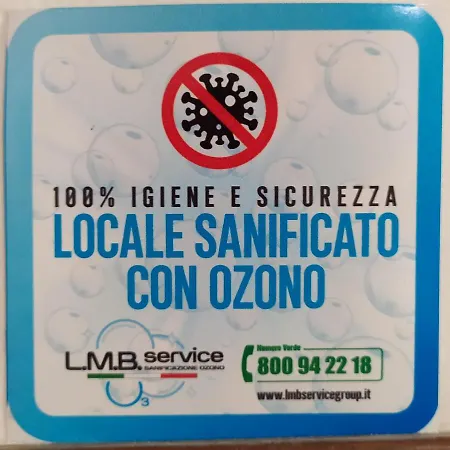 100% IGIENE E SICUREZZA
LOCALE SANIFICATO
CON OZONO
L.M.B. service
SANIFICAZIONE OZONO
3
Numero Verde
800 94 22 18
www.lmbservicegroup.it